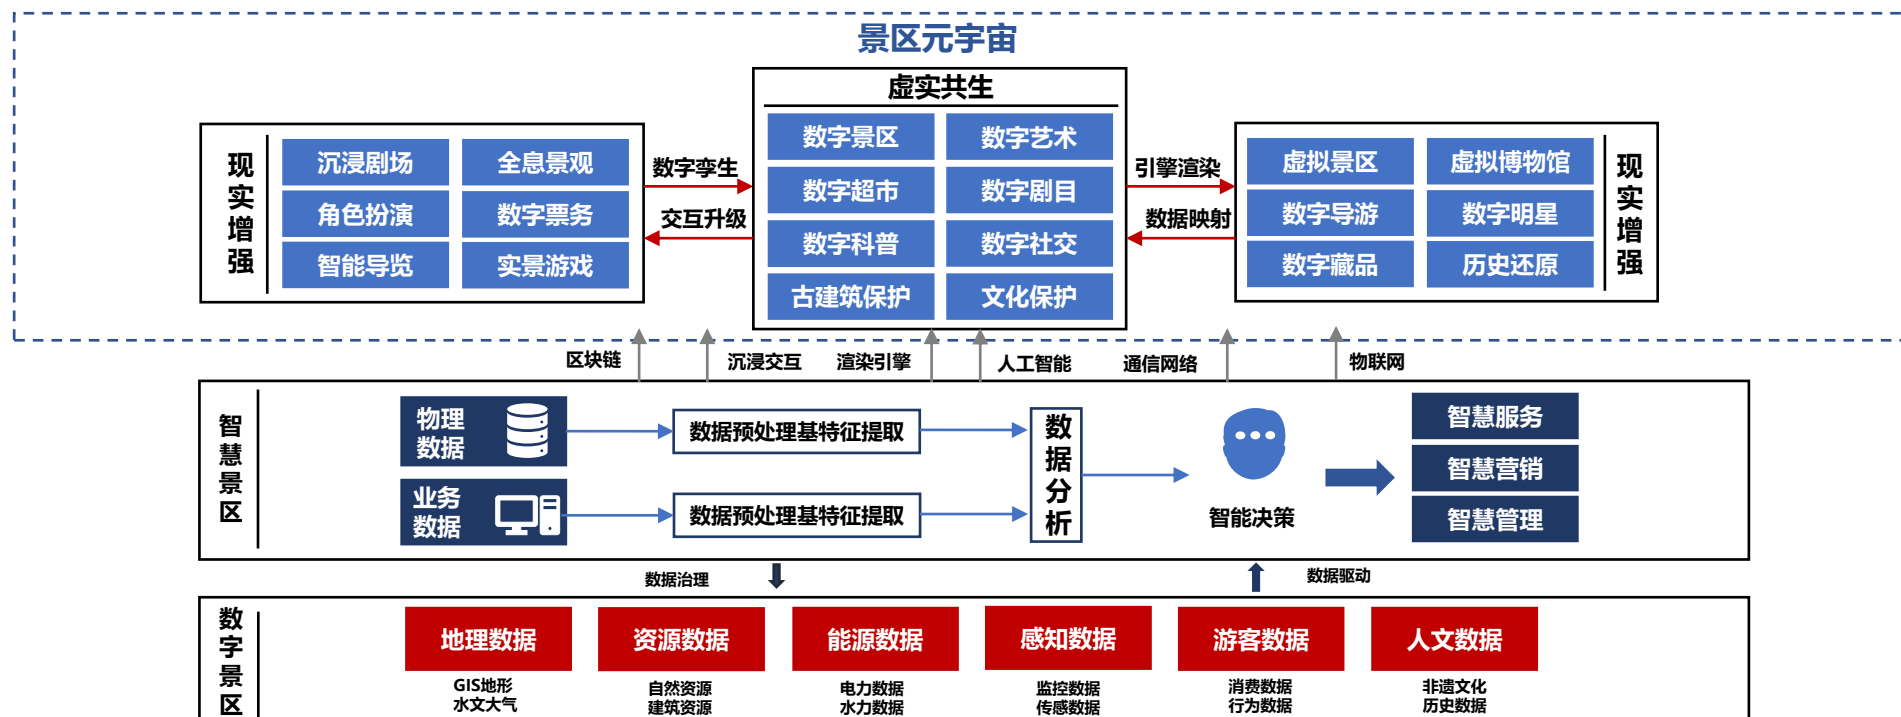 景区元宇宙
虚实共生
现实增强
沉浸剧场
全息景观
角色扮演
数字票务
智能导览
实景游戏
数字孪生
交互升级
数字景区
数字艺术
数字超市
数字剧目
数字科普
数字社交
古建筑保护
文化保护
引擎渲染
数据映射
虚拟景区
虚拟博物馆
数字导游
数字明星
数字藏品
历史还原
现实增强
区块链
沉浸交互
渲染引擎
人工智能
通信网络
物联网
智慧景区
物理
数据
数据预处理基特征提取
业务
数据
数据预处理基特征提取
数据分析
智能决策
智慧服务
智慧营销
智慧管理
数据治理
数据驱动
数字景区
地理数据
资源数据
能源数据
感知数据
游客数据
人文数据
GIS地形
水文大气
自然资源
建筑资源
电力数据
水力数据
监控数据
传感数据
消费数据
行为数据
非遗文化
历史数据